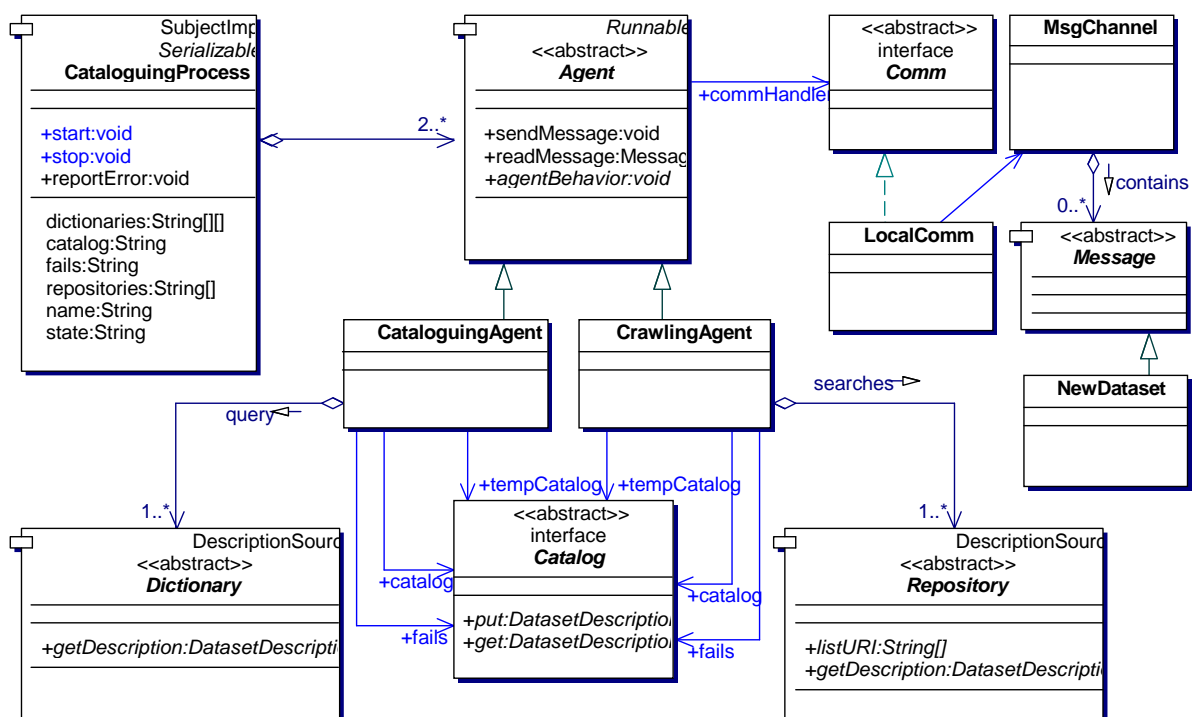 SubjectImp
Serializable
CataloguingProcess
+start:void
+stop:void
+reportError:void
dictionaries:String[][]
catalog:String
fails:String
repositories:String[]
name:String
state:String
2..*
Runnable
<<abstract>>
Agent
+sendMessage:void
+readMessage:Messag
+agentBehavior:void
+commHandler
<<abstract>>
interface
Comm
MsgChannel
contains
0..*
LocalComm
<<abstract>>
Message
NewDataset
CataloguingAgent
CrawlingAgent
query
searches
+tempCatalog
+tempCatalog
1..*
1..*
DescriptionSourc
<<abstract>>
Dictionary
+getDescription:DatasetDescripti
+catalog
+fails
<<abstract>>
interface
Catalog
+put:DatasetDescription
+get:DatasetDescription
+catalog
+fails
DescriptionSourc
<<abstract>>
Repository
+listURI:String[]
+getDescription:DatasetDescripti